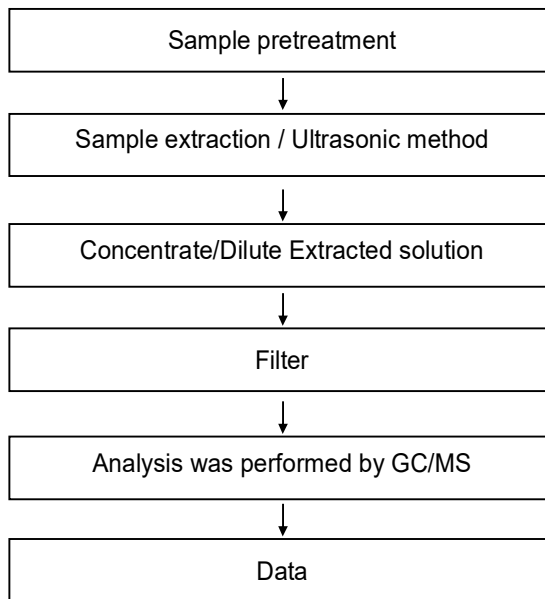 Sample pretreatment
Sample extraction / Ultrasonic method
Concentrate/Dilute Extracted solution
Filter
Analysis was performed by GC/MS
Data